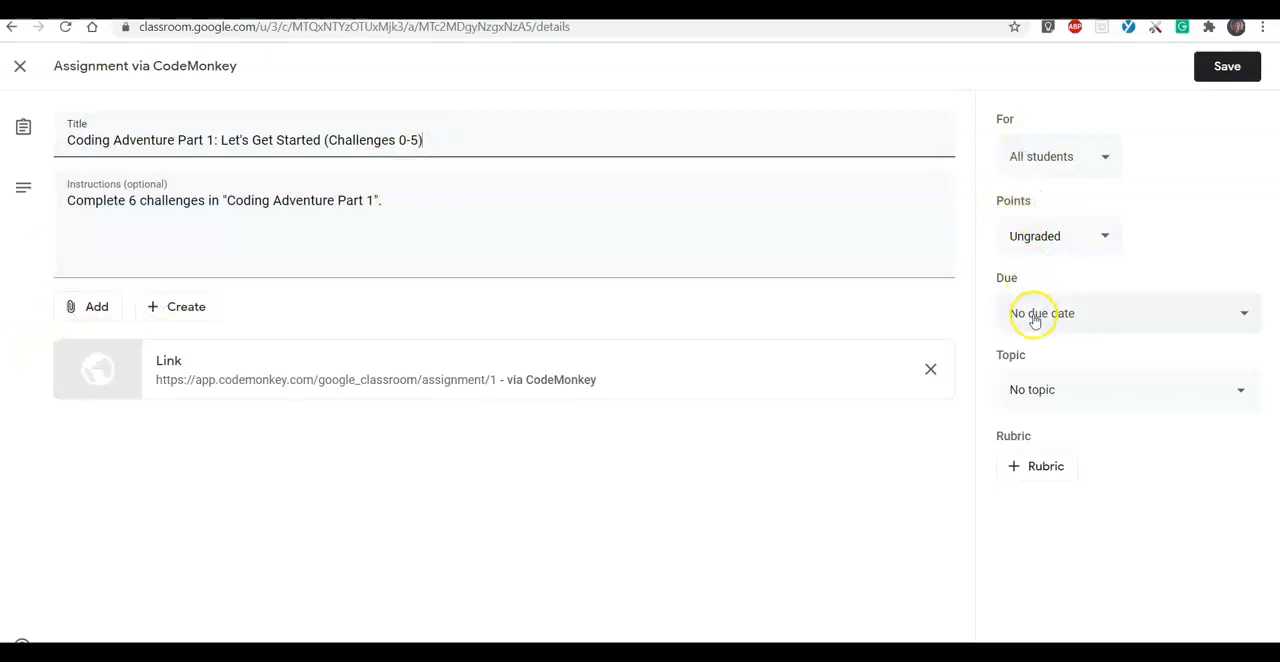 classroom.google.com/u/3/c/MTQxNTYzOTUxMjk3/a/MTc2MDgyNzgxNzA5/details
ABP
Assignment via CodeMonkey
Save
Title
Coding Adventure Part 1: Let's Get Started (Challenges 0-5)
Instructions (optional)
Complete 6 challenges in "Coding Adventure Part 1".
Add
Create
Link
https://app.codemonkey.com/google_classroom/assignment/1 - via CodeMonkey
For
All students
Points
Ungraded
Due
No due date
Topic
No topic
Rubric
Rubric